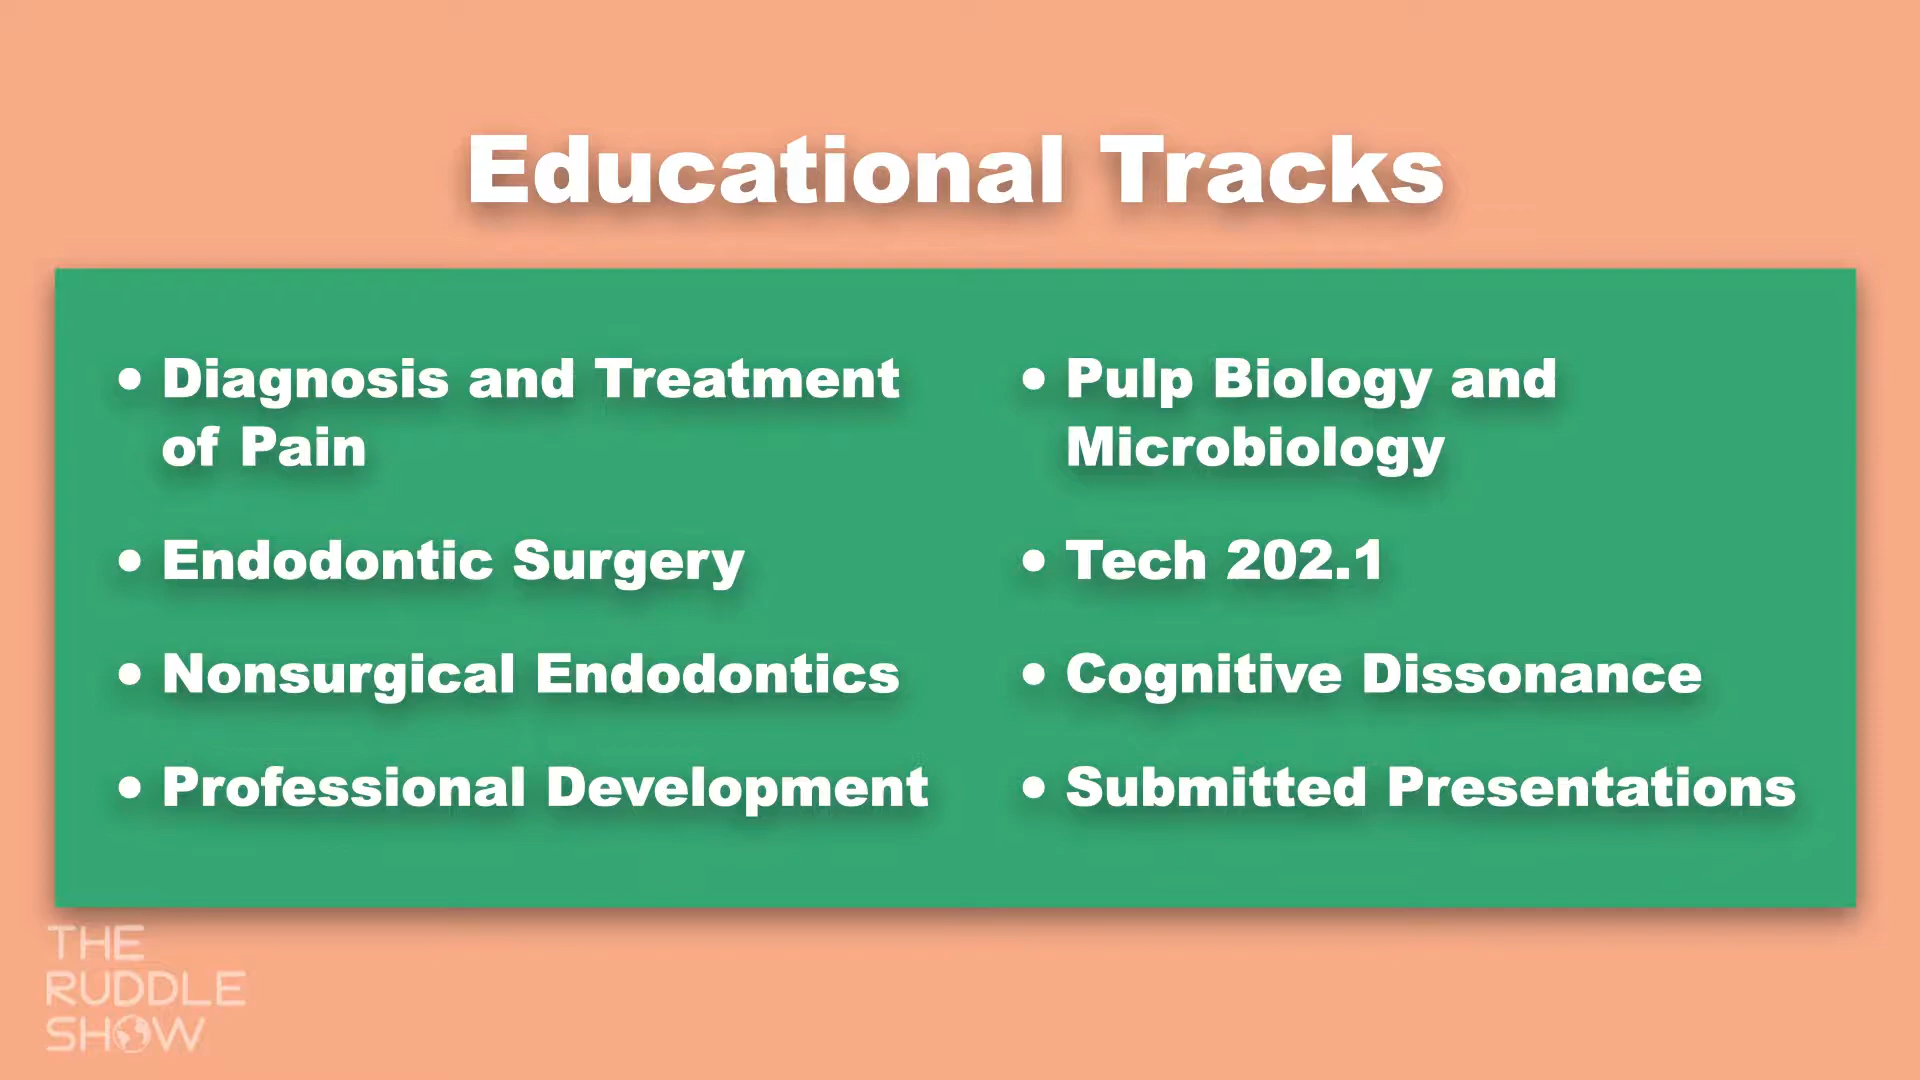 Educational Tracks
• Diagnosis and Treatment
of Pain
• Endodontic Surgery
• Nonsurgical Endodontics
• Professional Development
• Pulp Biology and
Microbiology
• Tech 202.1
• Cognitive Dissonance
• Submitted Presentations
THE
RUDDLE
SHOW